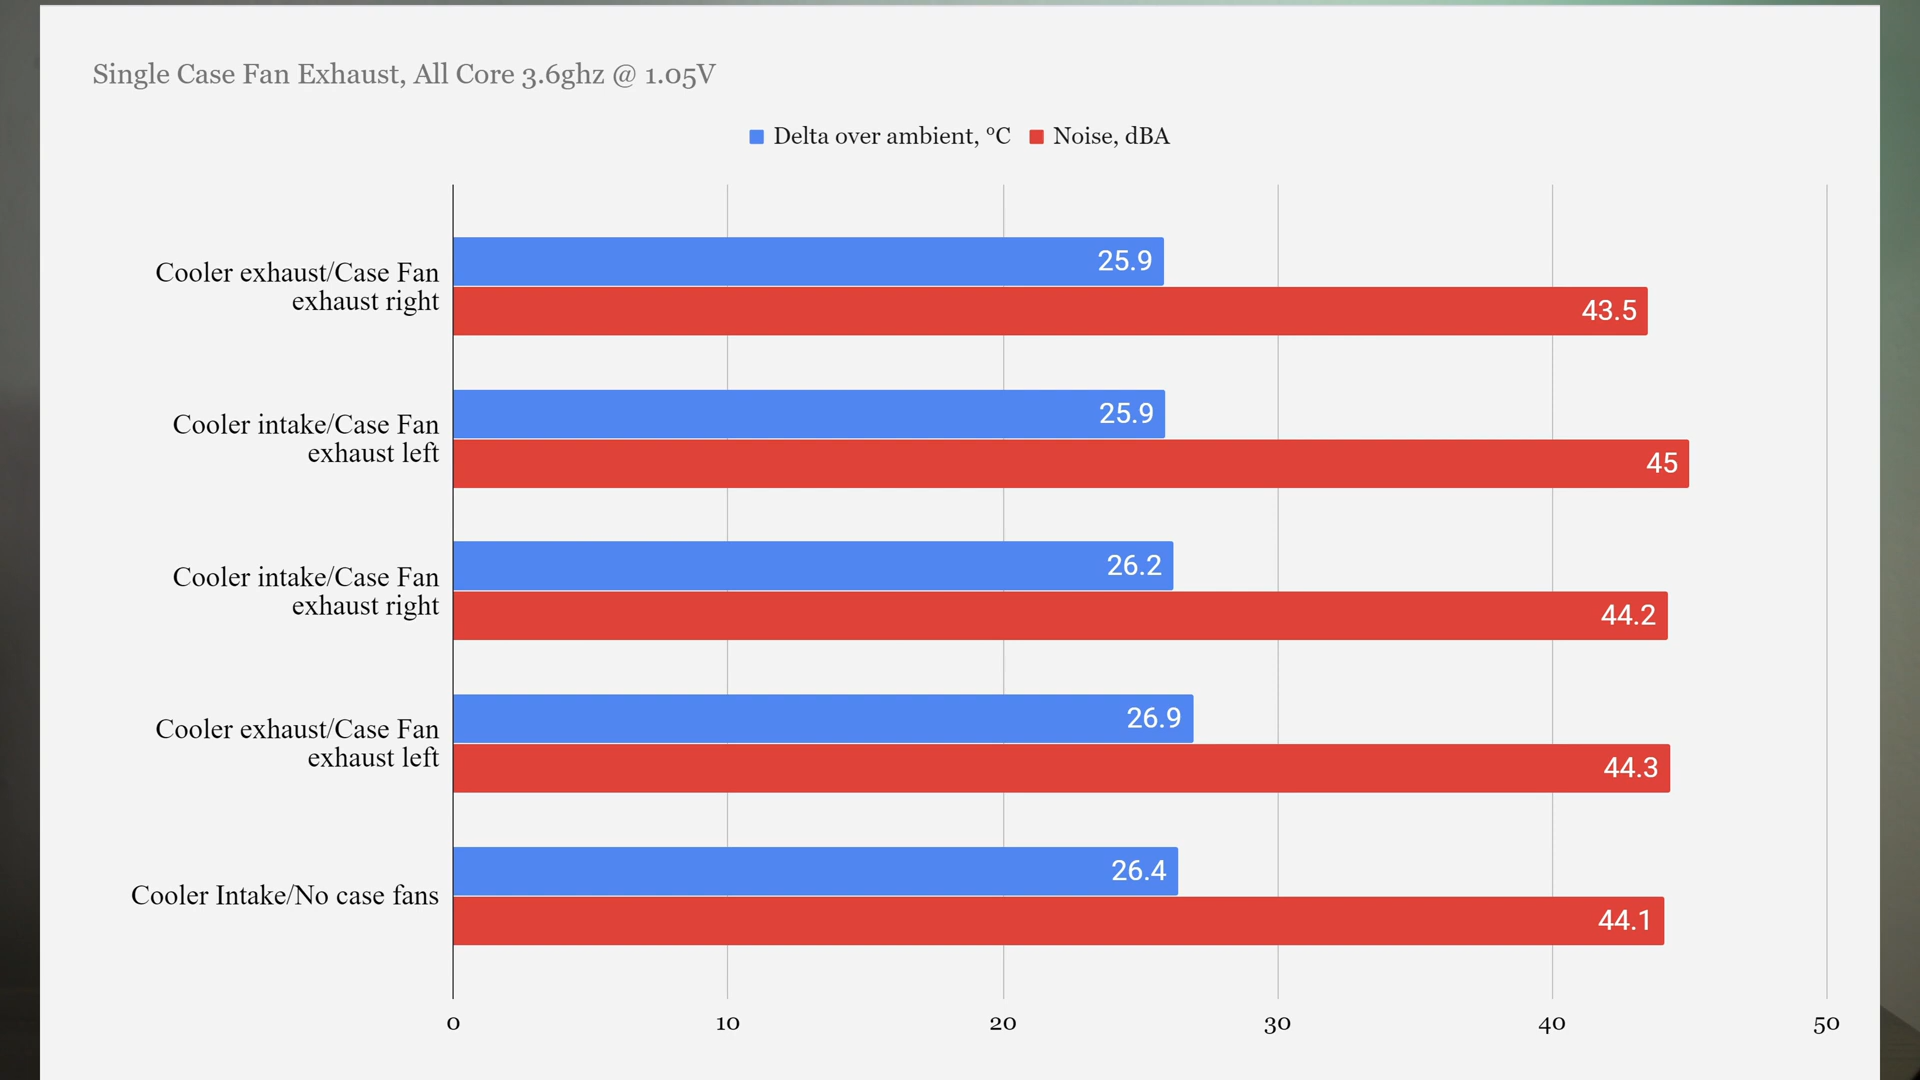 Single Case Fan Exhaust, All Core 3.6ghz @ 1.05V
Delta over ambient, °C
Noise, dBA
Cooler exhaust/Case Fan
exhaust right
25.9
43.5
Cooler intake/Case Fan
exhaust left
25.9
45
Cooler intake/Case Fan
exhaust right
26.2
44.2
Cooler exhaust/Case Fan
exhaust left
26.9
44.3
Cooler Intake/No case fans
26.4
44.1
0
10
20
30
40
50